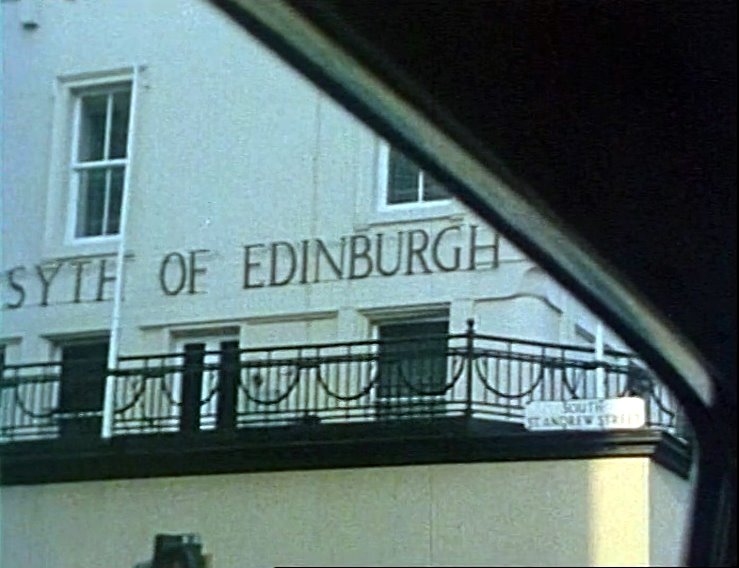 SYTH OF EDINBURGH
SOUTH
ST ANDREW STREET